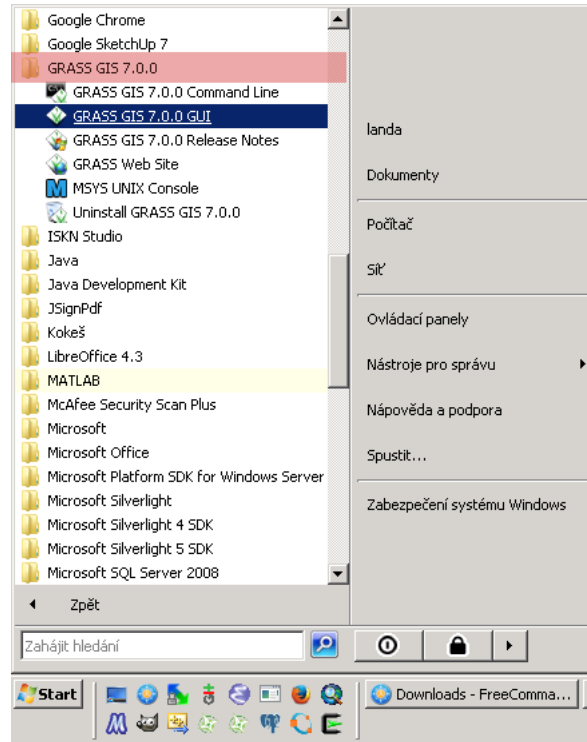 Google Chrome
Google SketchUp 7
GRASS GIS 7.0.0
GRASS GIS 7.0.0 Command Line
GRASS GIS 7.0.0 GUI
GRASS GIS 7.0.0 Release Notes
GRASS Web Site
MSYS UNIX Console
Uninstall GRASS GIS 7.0.0
ISKN Studio
Java
Java Development Kit
JSignPdf
Kokeš
LibreOffice 4.3
MATLAB
McAfee Security Scan Plus
Microsoft
Microsoft Office
Microsoft Platform SDK for Windows Server
Microsoft Silverlight
Microsoft Silverlight 4 SDK
Microsoft Silverlight 5 SDK
Microsoft SQL Server 2008
Zpět
Zahájit hledání
landa
Dokumenty
Počítač
Síť
Ovládací panely
Nástroje pro správu
Nápověda a podpora
Spustit...
Zabezpečení systému Windows
Start
Downloads - FreeComma...